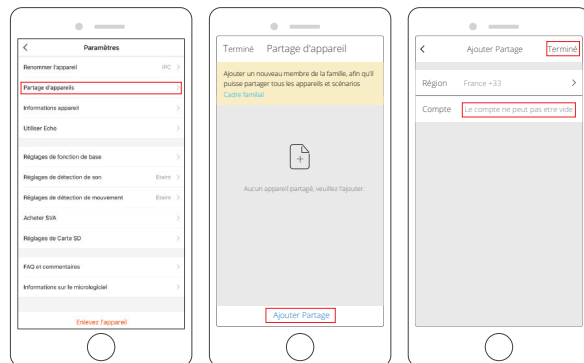 Paramètres
Renommer l'appareil IPC
Partage d'appareils
Informations appareil
Utiliser Echo
Réglages de fonction de base
Réglages de détection de son Eteint
Réglages de détection de mouvement Eteint
Acheter SVA
Réglages de Carte SD
FAQ et commentaires
Informations sur le micrologiciel
Enlevez l'appareil
Terminé Partage d'appareil
Ajouter un nouveau membre de la famille, afin qu'il
puisse partager tous les appareils et scénarios
Cadre familial
Aucun appareil partagé, veuillez l'ajouter.
Ajouter Partage
Ajouter Partage Terminé
Région France +33
Compte Le compte ne peut pas etre vide